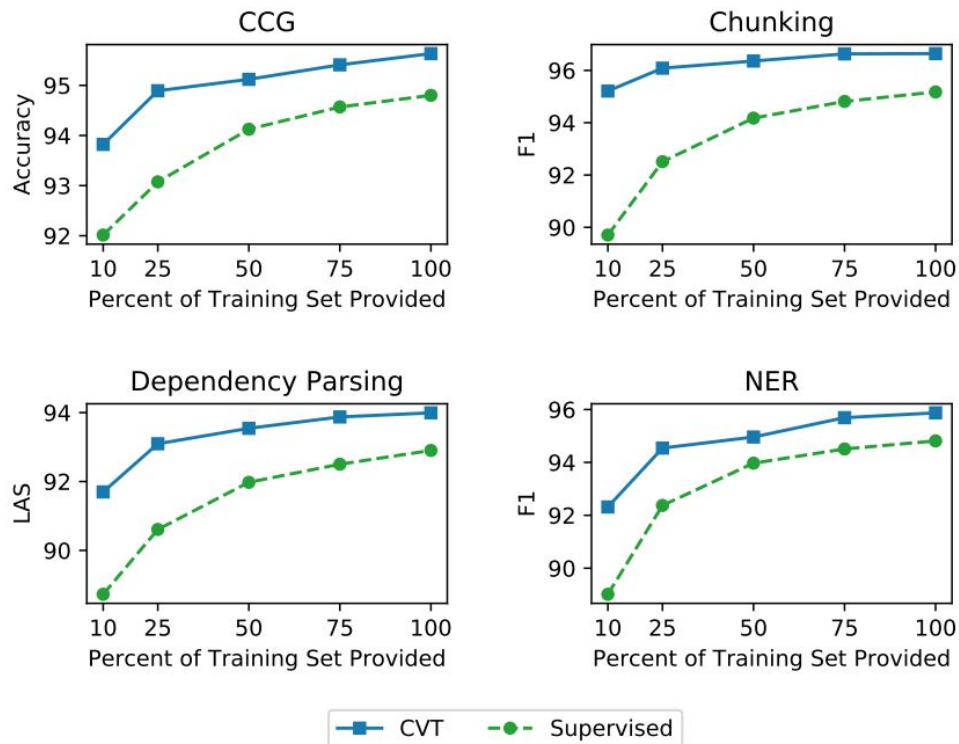 CCG
Accuracy
95
94
93
92
10 25 50 75 100
Percent of Training Set Provided
Chunking
F1
96
94
92
90
10 25 50 75 100
Percent of Training Set Provided
Dependency Parsing
LAS
94
92
90
10 25 50 75 100
Percent of Training Set Provided
NER
F1
96
94
92
90
10 25 50 75 100
Percent of Training Set Provided
CVT Supervised